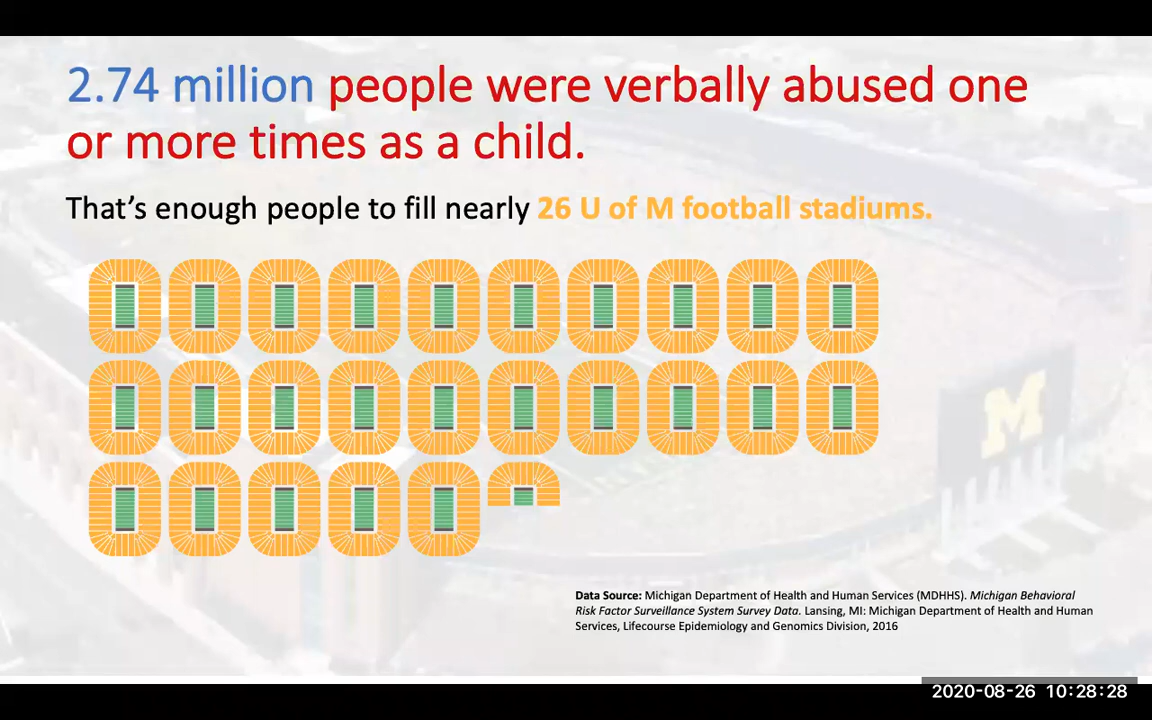 2.74 million people were verbally abused one
or more times as a child.
That's enough people to fill nearly 26 U of M football stadiums.
M
Data Source: Michigan Department of Health and Human Services (MDHHS). Michigan Behavioral
Risk Factor Surveillance System Survey Data. Lansing, MI: Michigan Department of Health and Human
Services, Lifecourse Epidemiology and Genomics Division, 2016
2020-08-26 10:28:28